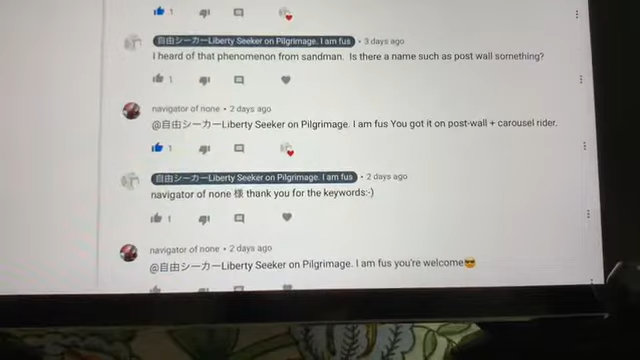 1
自由シーカーLiberty Seeker on Pilgrimage. I am fus • 3 days ago
I heard of that phenomenon from sandman. Is there a name such as post wall something?
1
navigator of none • 2 days ago
@自由シーカーLiberty Seeker on Pilgrimage. I am fus You got it on post-wall + carousel rider.
1
自由シーカーLiberty Seeker on Pilgrimage. I am fus • 2 days ago
navigator of none 様 thank you for the keywords:-)
1
navigator of none • 2 days ago
@自由シーカーLiberty Seeker on Pilgrimage. I am fus you're welcome😎